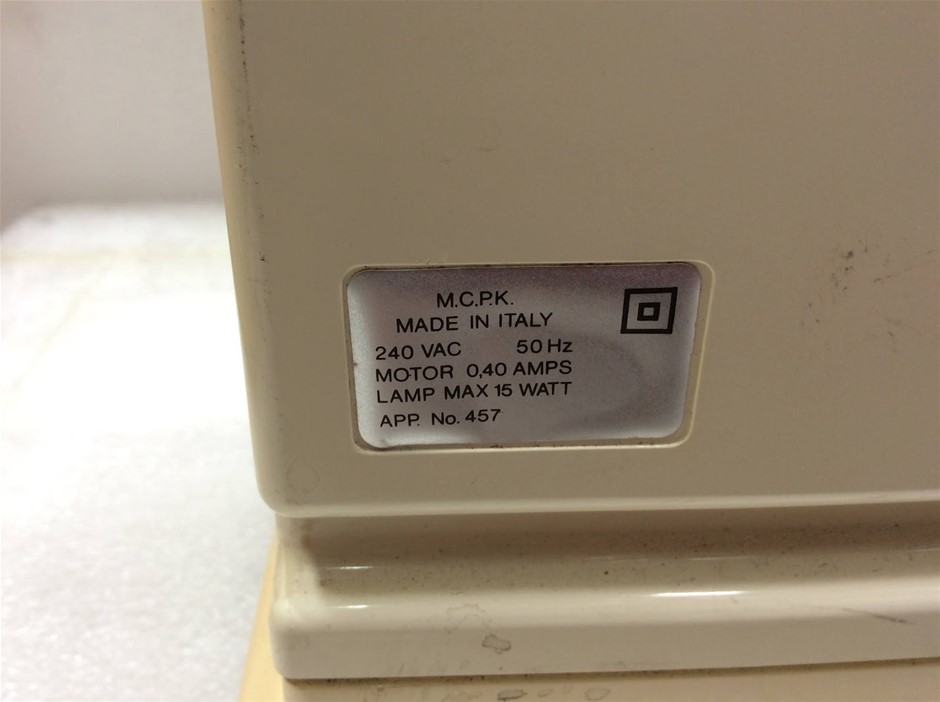 M.C.P.K.
MADE IN ITALY
240 VAC 50 Hz
MOTOR 0,40 AMPS
LAMP MAX 15 WATT
APP. No. 457